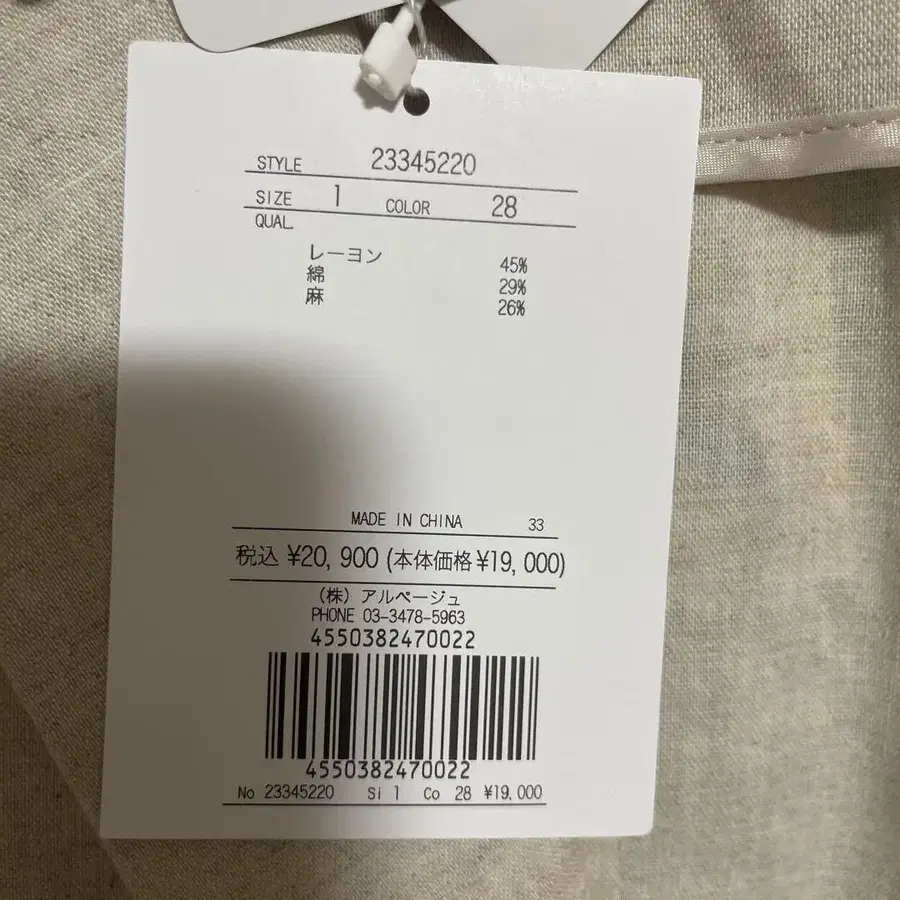 STYLE 23345220
SIZE 1 COLOR 28
QUAL
レーヨン 45%
綿 29%
麻 26%
MADE IN CHINA 33
税込 ¥20,900 (本体価格 ¥19,000)
(株) アルページュ
PHONE 03-3478-5963
4550382470022
4550382470022
No 23345220 Si 1 Co 28 ¥19,000